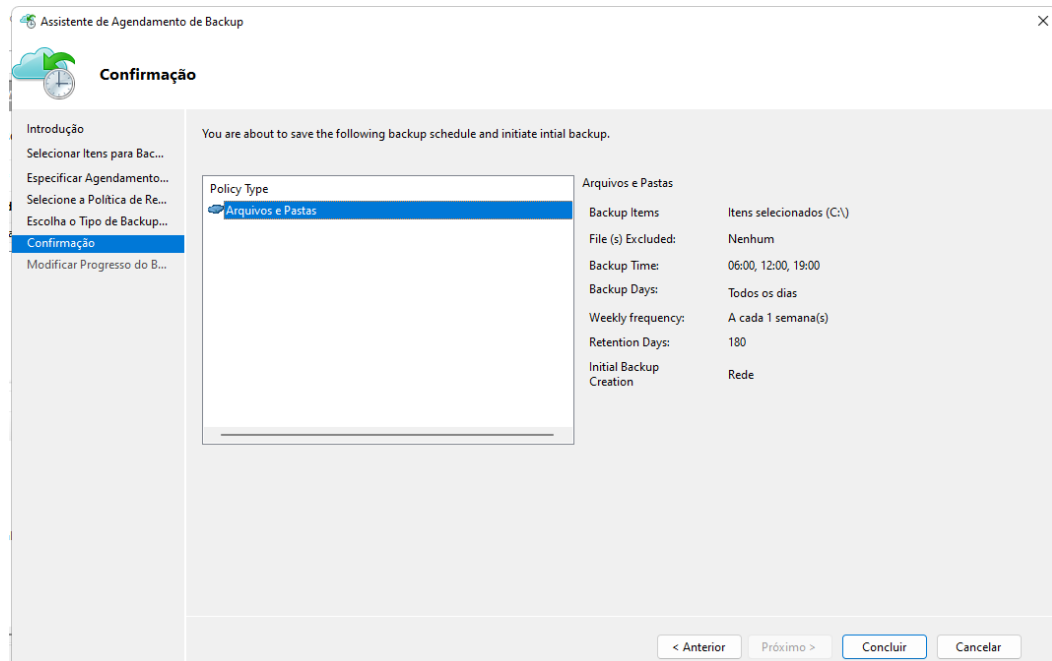 Assistente de Agendamento de Backup
Confirmação
Introdução
Selecionar Itens para Bac...
Especificar Agendamento...
Selecione a Política de Re...
Escolha o Tipo de Backup...
Confirmação
Modificar Progresso do B...
You are about to save the following backup schedule and initiate intial backup.
Policy Type
Arquivos e Pastas
Arquivos e Pastas
Backup Items Itens selecionados (C:\)
File (s) Excluded: Nenhum
Backup Time: 06:00, 12:00, 19:00
Backup Days: Todos os dias
Weekly frequency: A cada 1 semana(s)
Retention Days: 180
Initial Backup
Creation Rede
< Anterior Próximo > Concluir Cancelar